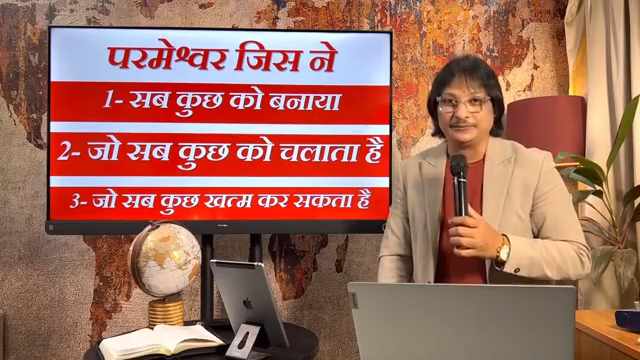 परमेश्वर जिस ने
1- सब कुछ को बनाया
2- जो सब कुछ को चलाता है
3- जो सब कुछ खत्म कर सकता है